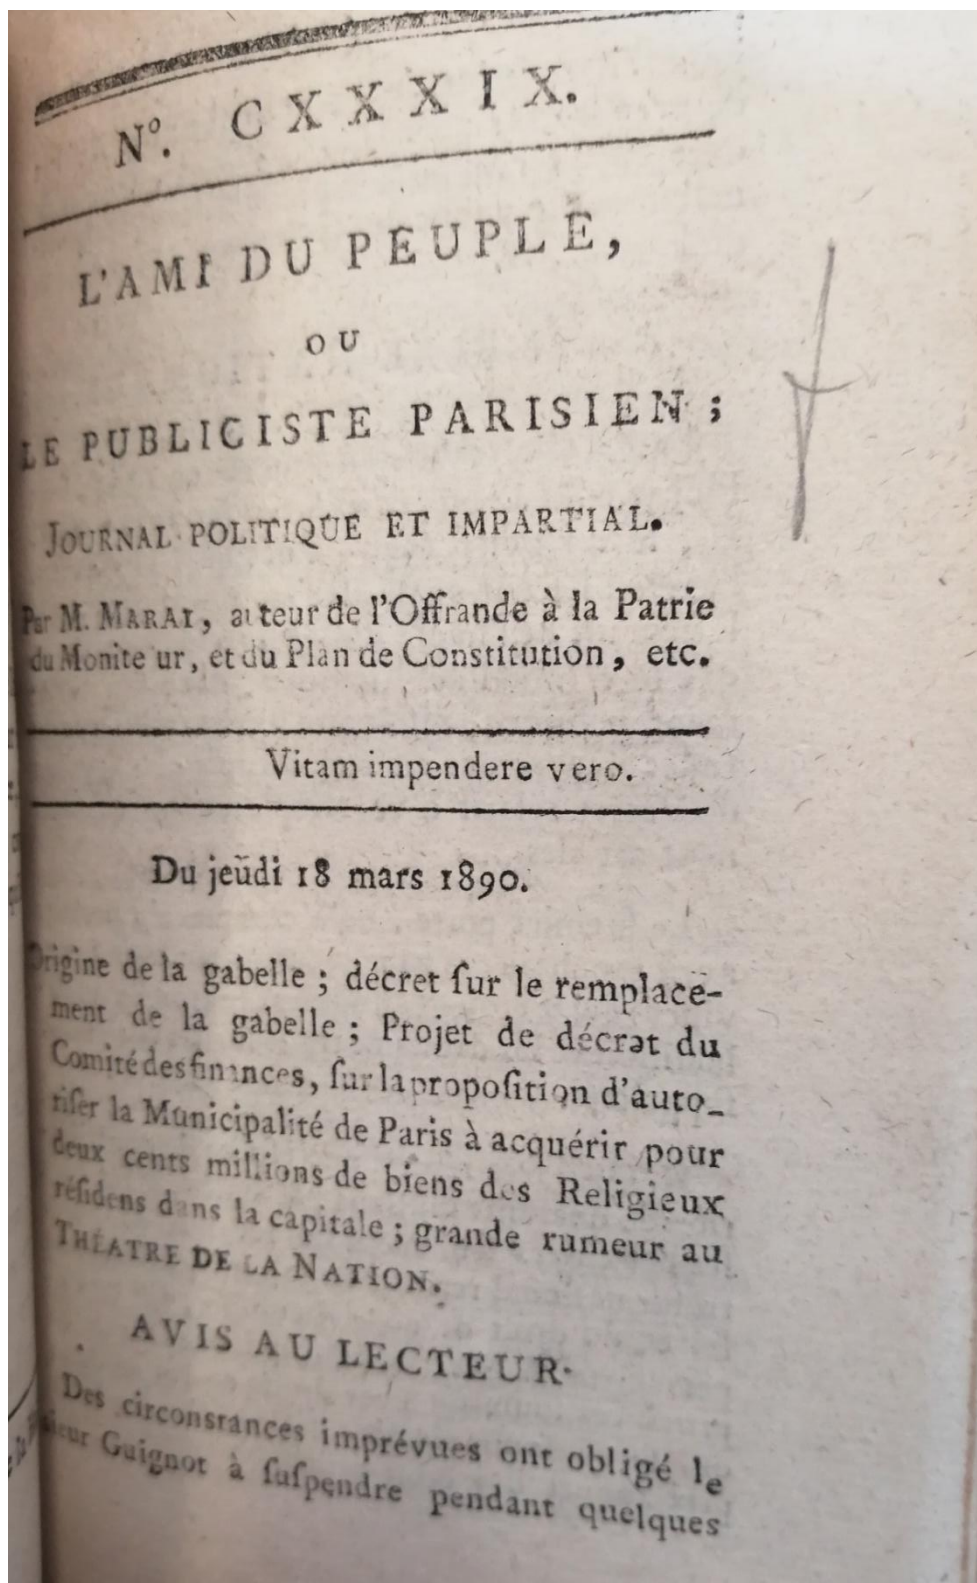 Nº. CXXXIX.
L'AMI DU PEUPLE,
OU
LE PUBLICISTE PARISIEN ;
JOURNAL POLITIQUE ET IMPARTIAL.
Par M. MARAT, auteur de l'Offrande à la Patrie
du Moniteur, et du Plan de Constitution, etc.
Vitam impendere vero.
Du jeudi 18 mars 1890.
Origine de la gabelle ; décret ſur le remplace-
ment de la gabelle ; Projet de décret du
Comité des finances, ſur la propoſition d'auto-
riſer la Municipalité de Paris à acquérir pour
deux cents millions de biens des Religieux
réſidens dans la capitale ; grande rumeur au
THÉATRE DE LA NATION.
AVIS AU LECTEUR.
Des circonsrances imprévues ont obligé le
ſieur Guignot à ſuſpendre pendant quelques